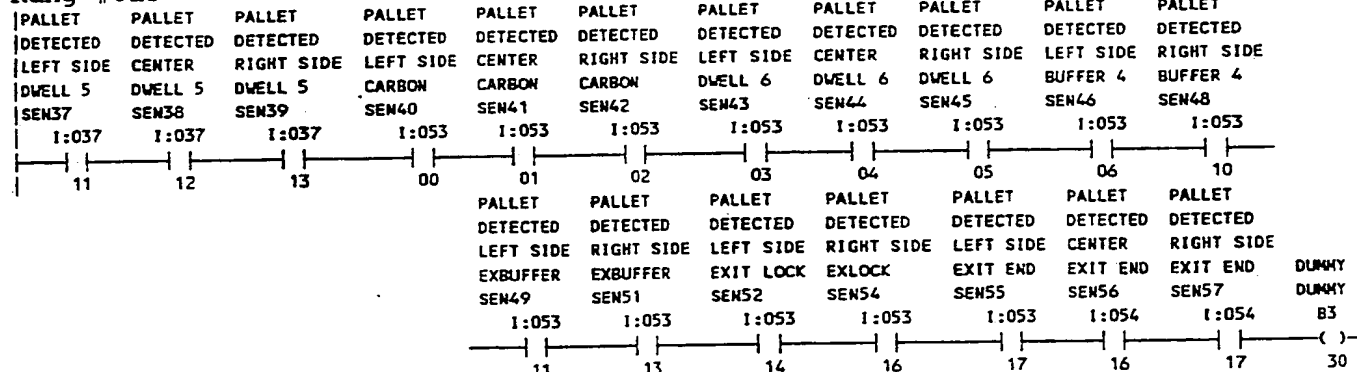 PALLET PALLET PALLET PALLET PALLET PALLET PALLET PALLET PALLET PALLET PALLET
DETECTED DETECTED DETECTED DETECTED DETECTED DETECTED DETECTED DETECTED DETECTED DETECTED DETECTED
LEFT SIDE CENTER RIGHT SIDE LEFT SIDE CENTER RIGHT SIDE LEFT SIDE CENTER RIGHT SIDE LEFT SIDE RIGHT SIDE
DWELL 5 DWELL 5 DWELL 5 CARBON CARBON CARBON DWELL 6 DWELL 6 DWELL 6 BUFFER 4 BUFFER 4
SEN37 SEN38 SEN39 SEN40 SEN41 SEN42 SEN43 SEN44 SEN45 SEN46 SEN48
I:037 I:037 I:037 I:053 I:053 I:053 I:053 I:053 I:053 I:053 I:053
11 12 13 00 01 02 03 04 05 06 10
PALLET PALLET PALLET PALLET PALLET PALLET PALLET
DETECTED DETECTED DETECTED DETECTED DETECTED DETECTED DETECTED
LEFT SIDE RIGHT SIDE LEFT SIDE RIGHT SIDE LEFT SIDE CENTER RIGHT SIDE
EXBUFFER EXBUFFER EXIT LOCK EXLOCK EXIT END EXIT END EXIT END DUMMY
SEN49 SEN51 SEN52 SEN54 SEN55 SEN56 SEN57 DUMMY
I:053 I:053 I:053 I:053 I:053 I:054 I:054 B3
11 13 14 16 17 16 17 30